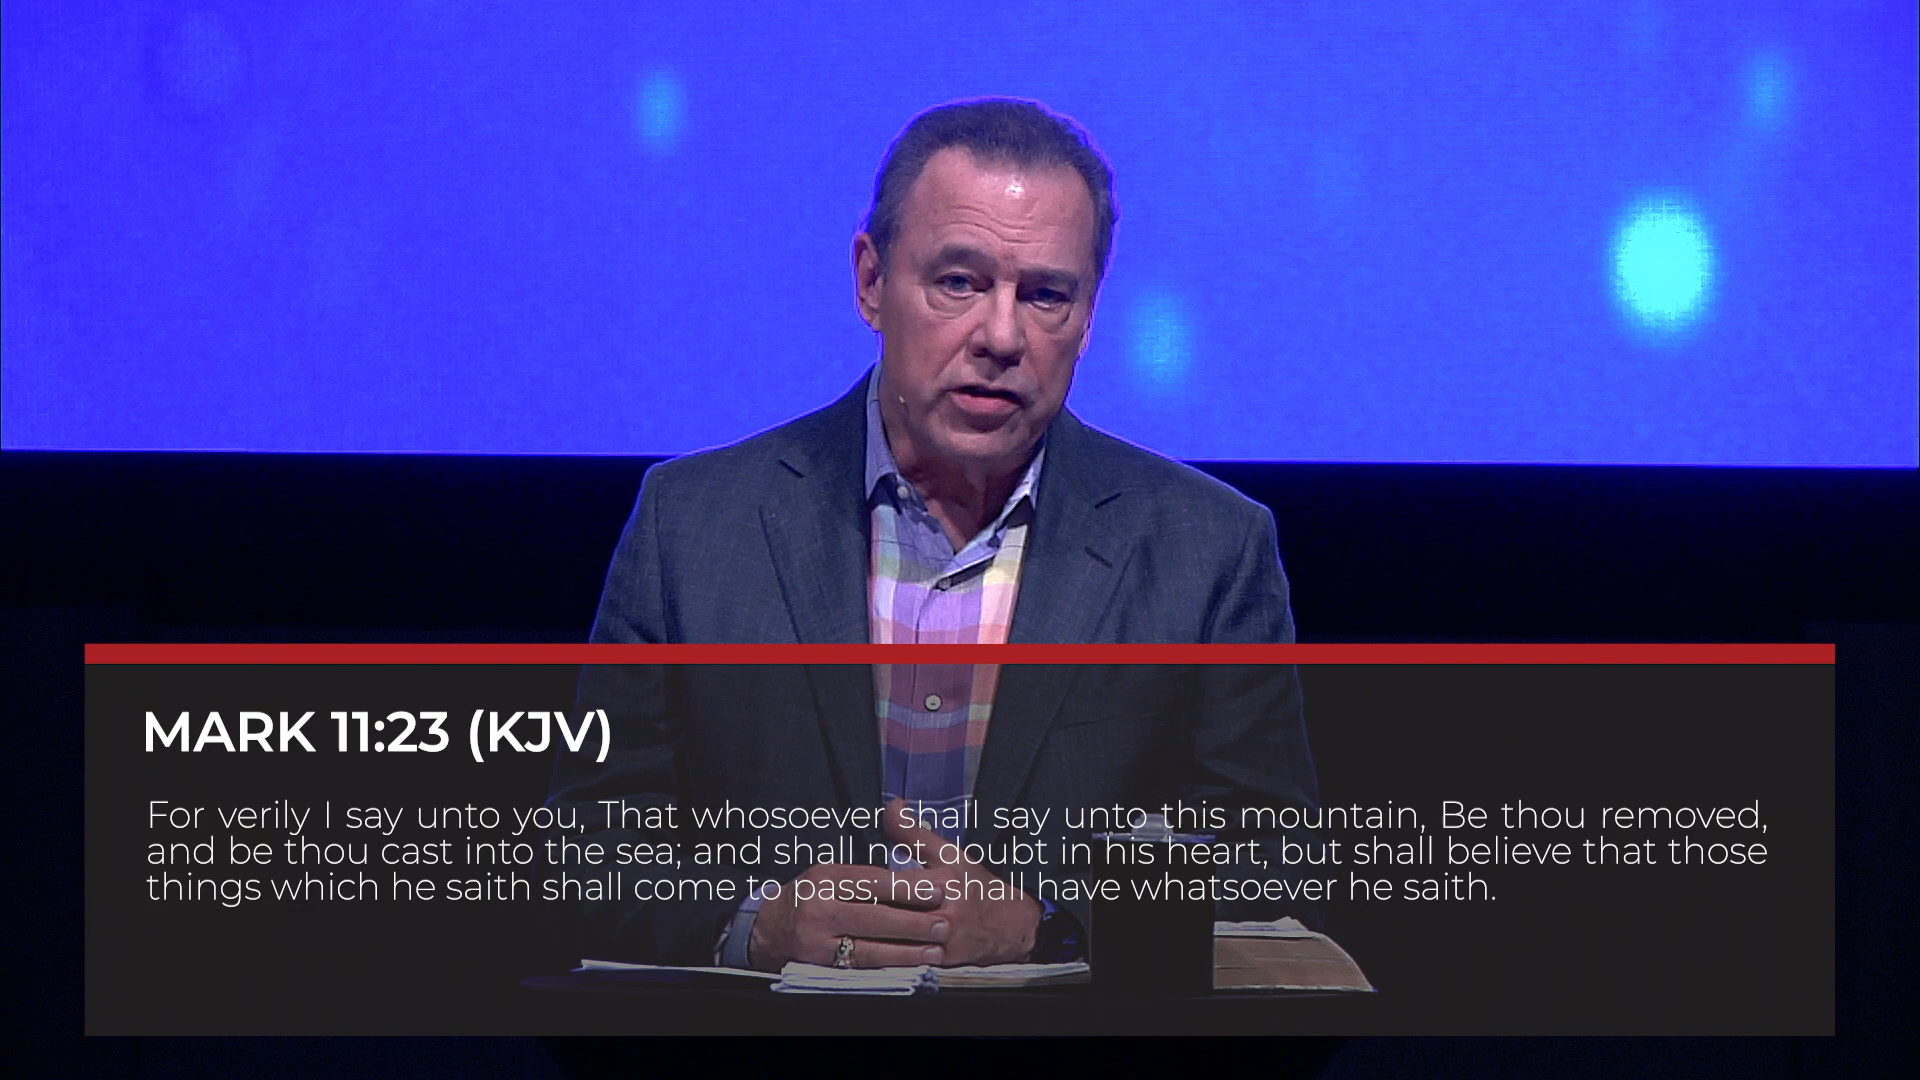 MARK 11:23 (KJV)
For verily I say unto you, That whosoever shall say unto this mountain, Be thou removed,
and be thou cast into the sea; and shall not doubt in his heart, but shall believe that those
things which he saith shall come to pass; he shall have whatsoever he saith.